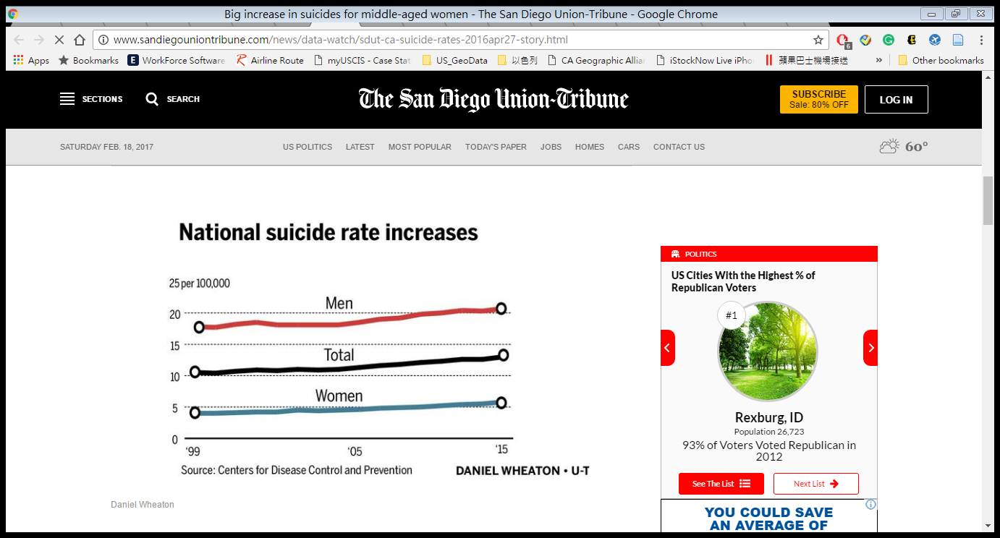 Big increase in suicides for middle-aged women - The San Diego Union-Tribune - Google Chrome
www.sandiegouniontribune.com/news/data-watch/sdut-ca-suicide-rates-2016apr27-story.html
6
Apps Bookmarks WorkForce Software Airline Route myUSCIS - Case Stat US_GeoData 以色列 CA Geographic Allian iStockNow Live iPho 蘋果巴士機場接送 » Other bookmarks
SECTIONS SEARCH The San Diego Union-Tribune SUBSCRIBE
Sale: 80% OFF
LOG IN
SATURDAY FEB. 18, 2017 US POLITICS LATEST MOST POPULAR TODAY'S PAPER JOBS HOMES CARS CONTACT US 60°
National suicide rate increases
25 per 100,000
Men
20
15
Total
10
Women
5
0
'99 '05 '15
Source: Centers for Disease Control and Prevention DANIEL WHEATON • U-T
Daniel Wheaton
POLITICS
US Cities With the Highest % of
Republican Voters
#1
Rexburg, ID
Population 26,723
93% of Voters Voted Republican in
2012
See The List Next List
YOU COULD SAVE
AN AVERAGE OF